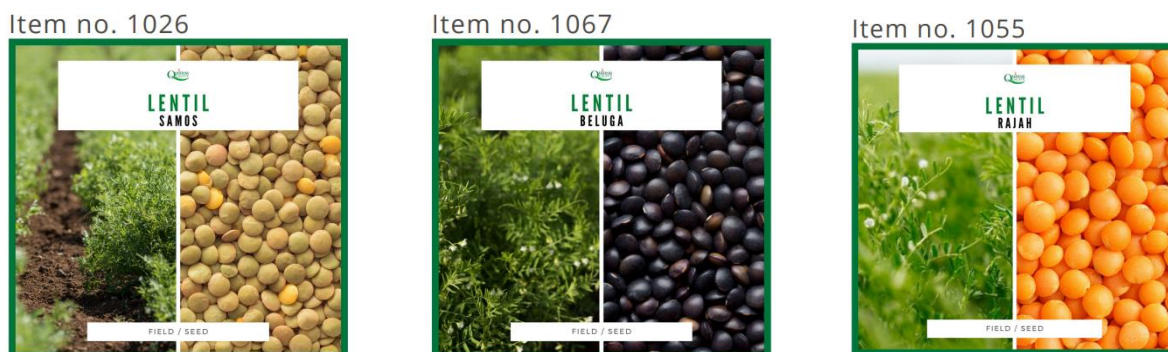 Item no. 1026
LENTIL
SAMOS
FIELD / SEED
Item no. 1067
LENTIL
BELUGA
FIELD / SEED
Item no. 1055
LENTIL
RAJAH
FIELD / SEED